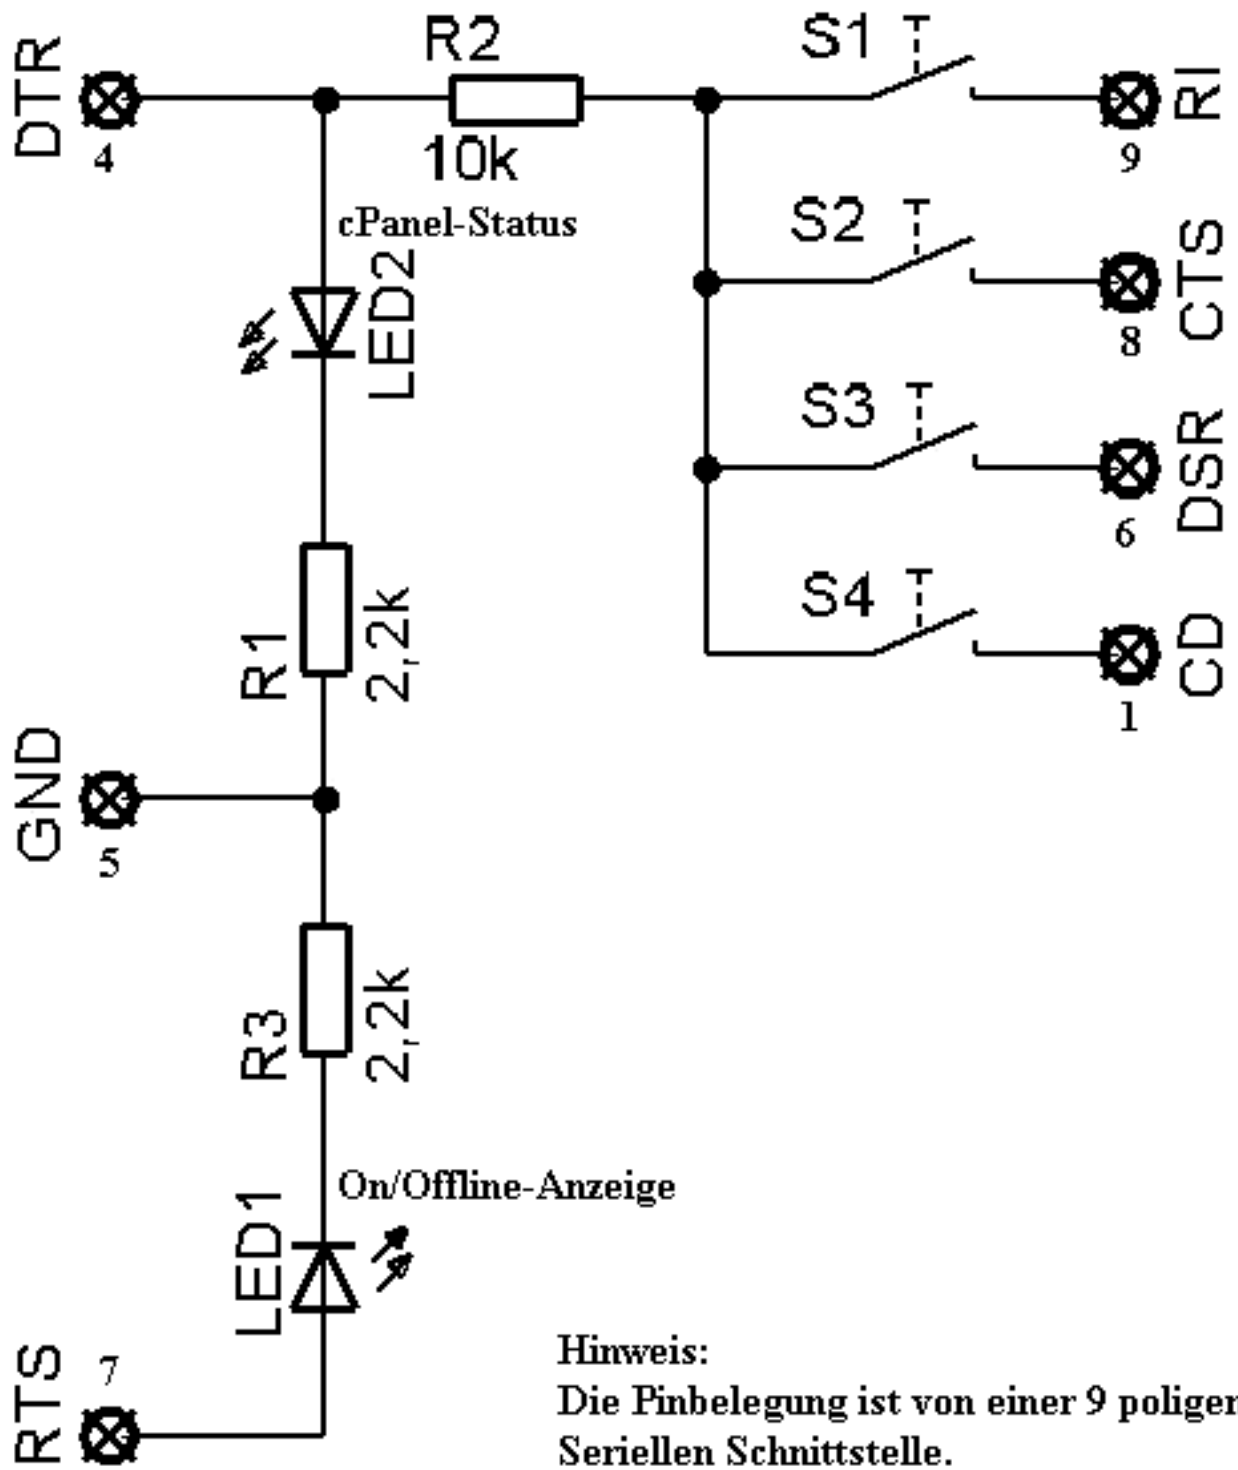 DTR
4
R2
10k
S1
RI
9
cPanel-Status
LED2
S2
CTS
8
S3
DSR
6
R1
2,2k
S4
CD
1
GND
5
R3
2,2k
On/Offline-Anzeige
LED1
RTS
7
Hinweis:
Die Pinbelegung ist von einer 9 poligen
Seriellen Schnittstelle.